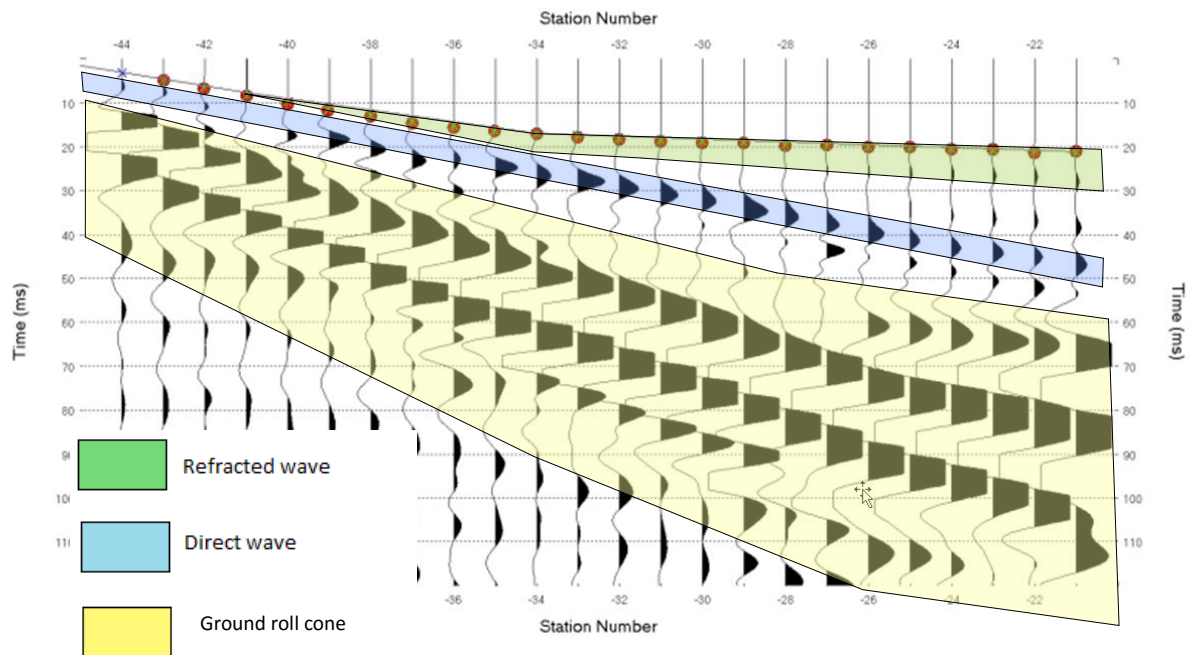 Station Number
-44 -42 -40 -38 -36 -34 -32 -30 -28 -26 -24 -22
10 10
20 20
30 30
40 40
50 50
60 60
70 70
80 80
90
100
110
Time (ms)
Time (ms)
Refracted wave
Direct wave
Ground roll cone
-36 -34 -32 -30 -28 -26 -24 -22
Station Number